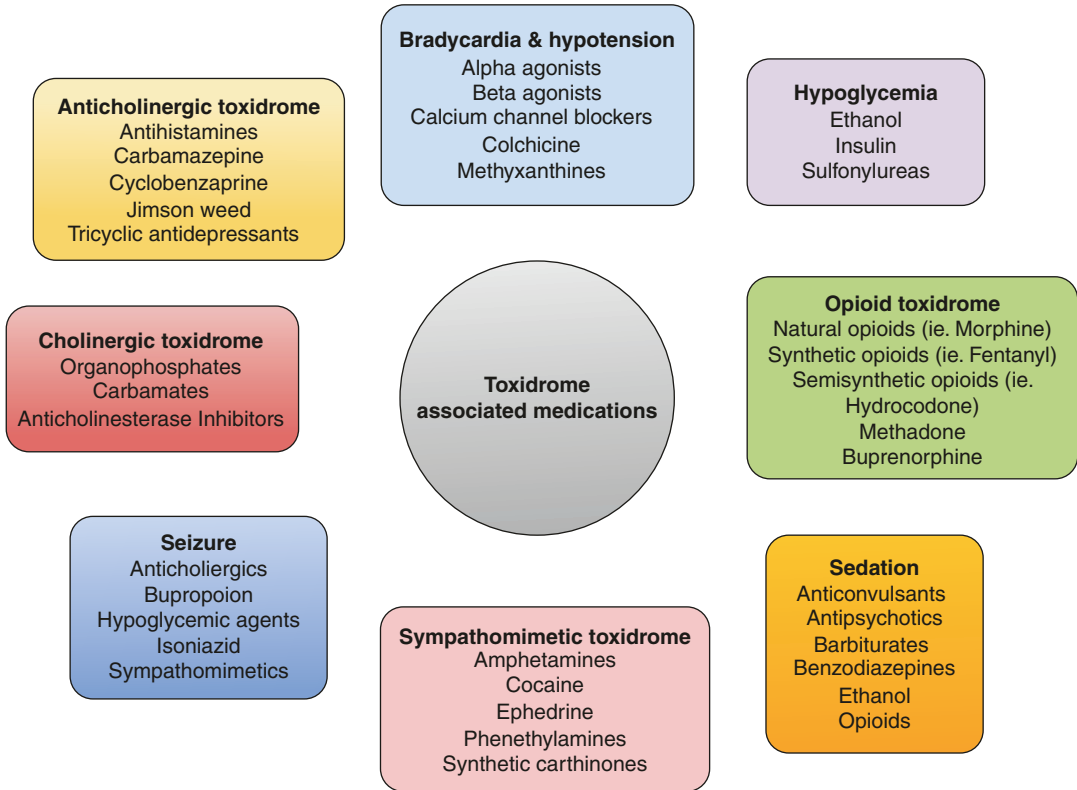 Bradycardia & hypotension
Alpha agonists
Beta agonists
Calcium channel blockers
Colchicine
Methyxanthines
Anticholinergic toxidrome
Antihistamines
Carbamazepine
Cyclobenzaprine
Jimson weed
Tricyclic antidepressants
Hypoglycemia
Ethanol
Insulin
Sulfonylureas
Cholinergic toxidrome
Organophosphates
Carbamates
Anticholinesterase Inhibitors
Toxidrome
associated medications
Opioid toxidrome
Natural opioids (ie. Morphine)
Synthetic opioids (ie. Fentanyl)
Semisynthetic opioids (ie.
Hydrocodone)
Methadone
Buprenorphine
Seizure
Anticholiergics
Bupropoion
Hypoglycemic agents
Isoniazid
Sympathomimetics
Sympathomimetic toxidrome
Amphetamines
Cocaine
Ephedrine
Phenethylamines
Synthetic carthinones
Sedation
Anticonvulsants
Antipsychotics
Barbiturates
Benzodiazepines
Ethanol
Opioids